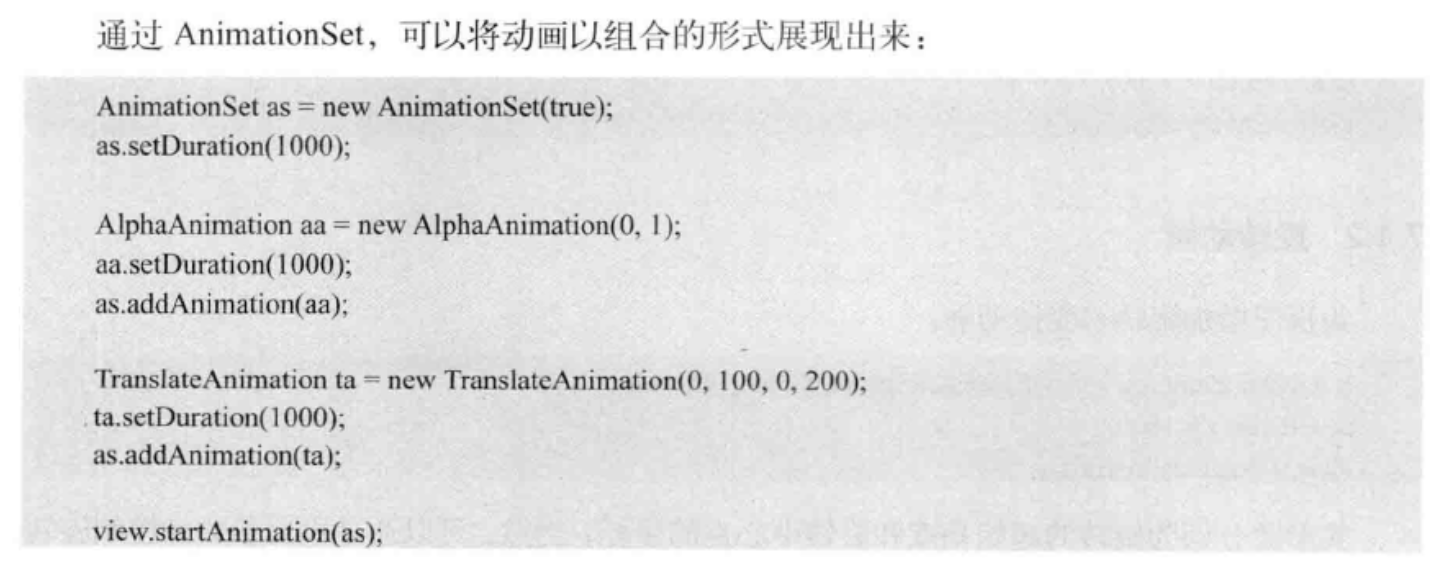 通过 AnimationSet，可以将动画以组合的形式展现出来：
AnimationSet as = new AnimationSet(true);
as.setDuration(1000);
AlphaAnimation aa = new AlphaAnimation(0, 1);
aa.setDuration(1000);
as.addAnimation(aa);
TranslateAnimation ta = new TranslateAnimation(0, 100, 0, 200);
ta.setDuration(1000);
as.addAnimation(ta);
view.startAnimation(as);